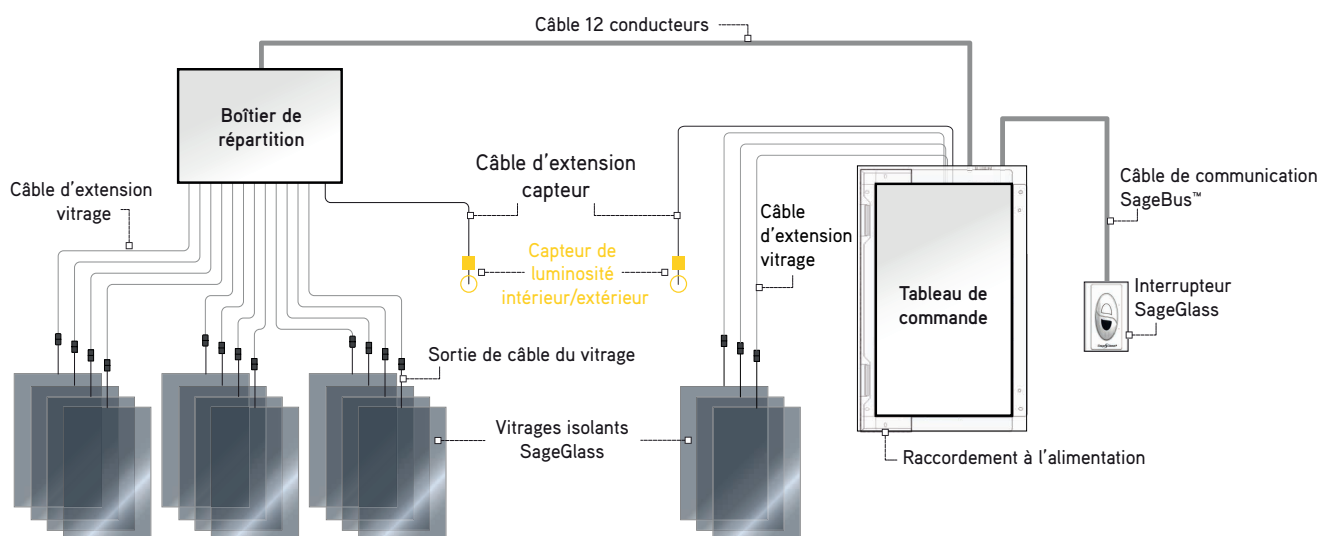 Câble 12 conducteurs
Boîtier de
répartition
Câble d'extension
vitrage
Câble d'extension
capteur
Câble
d'extension
vitrage
Câble de communication
SageBus™
Capteur de
luminosité
intérieur/extérieur
Tableau de
commande
Interrupteur
SageGlass
Sortie de câble du vitrage
Vitrages isolants
SageGlass
Raccordement à l'alimentation